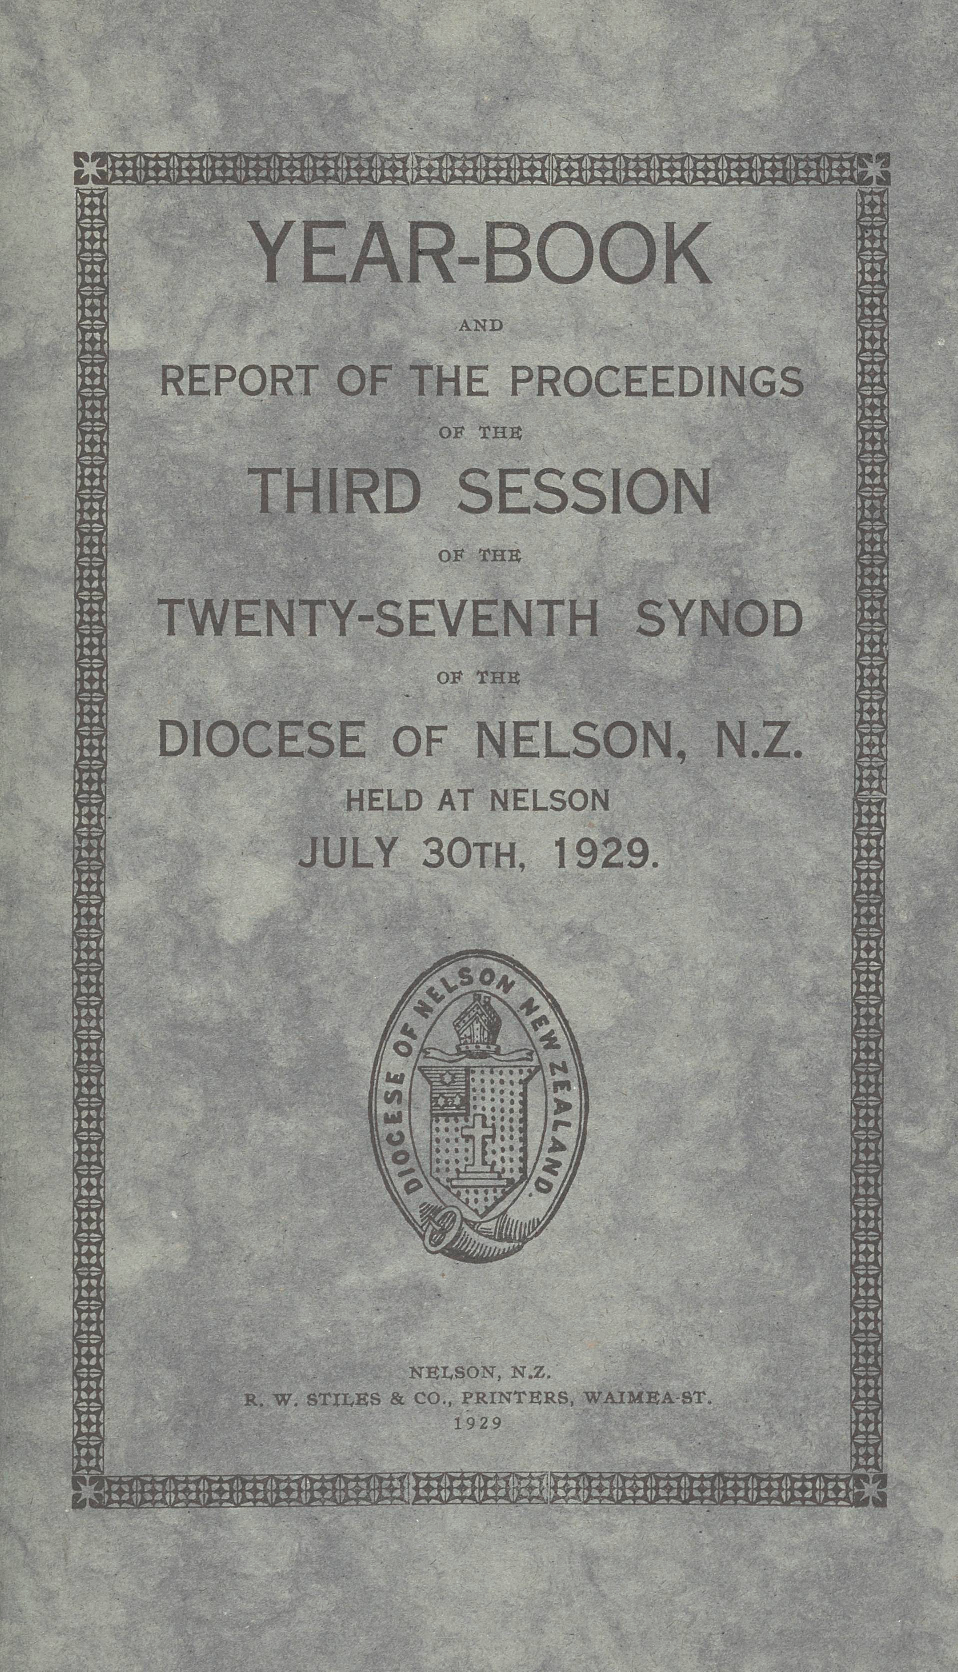 YEAR-BOOK
AND
REPORT OF THE PROCEEDINGS
OF THE
THIRD SESSION
OF THE
TWENTY-SEVENTH SYNOD
OF THE
DIOCESE OF NELSON, N.Z.
HELD AT NELSON
JULY 30TH, 1929.
DIOCESE OF NELSON NEW ZEALAND.
NELSON, N.Z.
R. W. STILES & CO., PRINTERS, WAIMEA-ST.
1929